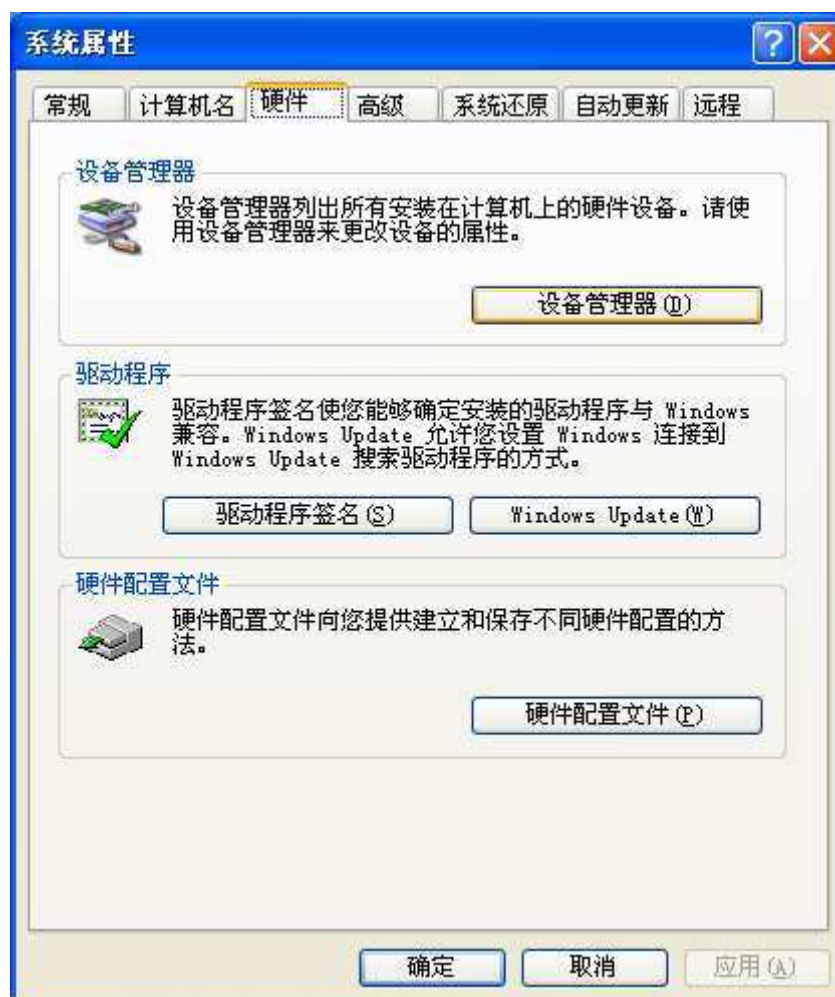 系统属性
常规 计算机名 硬件 高级 系统还原 自动更新 远程
设备管理器
设备管理器列出所有安装在计算机上的硬件设备。请使
用设备管理器来更改设备的属性。
设备管理器(D)
驱动程序
驱动程序签名使您能够确定安装的驱动程序与 Windows
兼容。Windows Update 允许您设置 Windows 连接到
Windows Update 搜索驱动程序的方式。
驱动程序签名(S) Windows Update(W)
硬件配置文件
硬件配置文件向您提供建立和保存不同硬件配置的方
法。
硬件配置文件(P)
确定 取消 应用(A)